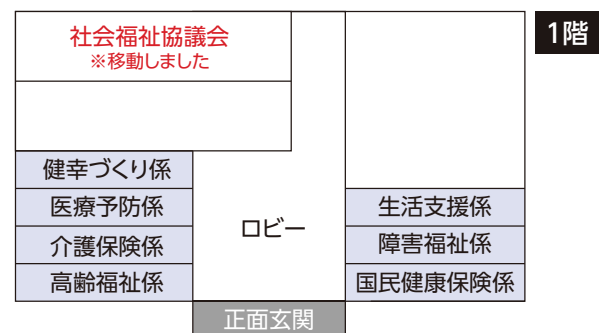 社会福祉協議会
※移動しました
1階
健幸づくり係
医療予防係
介護保険係
高齢福祉係
ロビー
生活支援係
障害福祉係
国民健康保険係
正面玄関